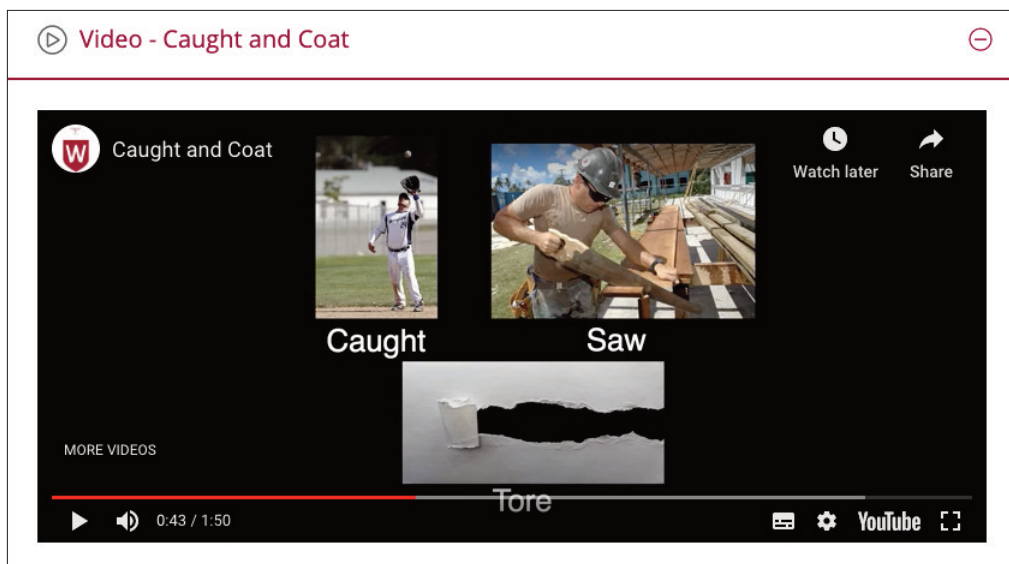 Video - Caught and Coat
W
Caught and Coat
Watch later
Share
Caught
Saw
MORE VIDEOS
Tore
0:43 / 1:50
YouTube